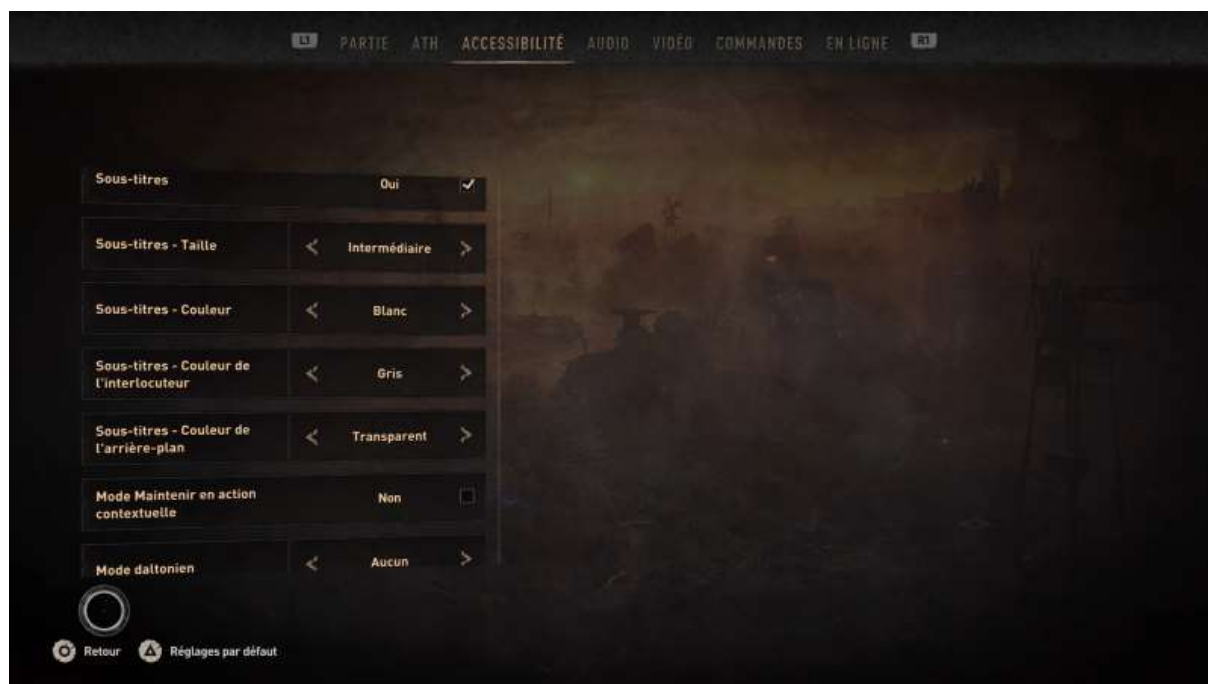 L1 PARTIE ATH ACCESSIBILITÉ AUDIO VIDÉO COMMANDES EN LIGNE R1
Sous-titres Oui
Sous-titres - Taille Intermédiaire
Sous-titres - Couleur Blanc
Sous-titres - Couleur de
l'interlocuteur Gris
Sous-titres - Couleur de
l'arrière-plan Transparent
Mode Maintenir en action
contextuelle Non
Mode daltonien Aucun
Retour Réglages par défaut